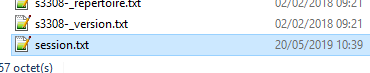 s3308-_repertoire.txt 02/02/2018 09:21
s3308-_version.txt 02/02/2018 09:21
session.txt 20/05/2019 10:39
57 octet(s)